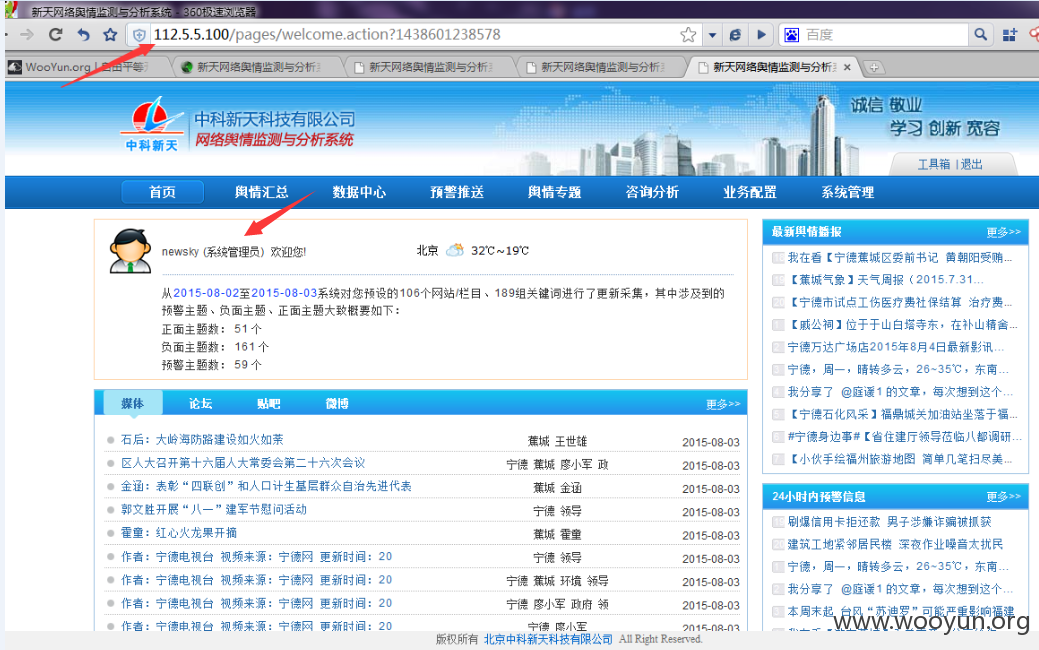 新天网络舆情监测与分析系统 - 360极速浏览器
112.5.5.100/pages/welcome.action?1438601238578
百度
WooYun.org
新天网络舆情监测与分析
新天网络舆情监测与分析
新天网络舆情监测与分析
新天网络舆情监测与分析
中科新天
中科新天科技有限公司
网络舆情监测与分析系统
诚信 敬业
学习 创新 宽容
工具箱 | 退出
首页 舆情汇总 数据中心 预警推送 舆情专题 咨询分析 业务配置 系统管理
newsky (系统管理员) 欢迎您!
北京 32℃~19℃
从2015-08-02至2015-08-03系统对您预设的106个网站/栏目、189组关键词进行了更新采集，其中涉及到的
预警主题、负面主题、正面主题大致概要如下：
正面主题数： 51 个
负面主题数： 161 个
预警主题数： 59 个
媒体 论坛 贴吧 微博 更多>>
石后：大岭海防路建设如火如荼 蕉城 王世雄 2015-08-03
区人大召开第十六届人大常委会第二十六次会议 宁德 蕉城 廖小军 政 2015-08-03
金涵：表彰“四联创”和人口计生基层群众自治先进代表 蕉城 金涵 2015-08-03
郭文胜开展“八一”建军节慰问活动 宁德 领导 2015-08-03
霍童：红心火龙果开摘 蕉城 霍童 2015-08-03
作者：宁德电视台 视频来源：宁德网 更新时间：20 宁德 领导 2015-08-03
作者：宁德电视台 视频来源：宁德网 更新时间：20 宁德 蕉城 环境 领导 2015-08-03
作者：宁德电视台 视频来源：宁德网 更新时间：20 宁德 廖小军 政府 领 2015-08-03
作者：宁德电视台 视频来源：宁德网 更新时间：20 宁德 廖小军 2015-08-03
最新舆情播报 更多>>
我在看【宁德蕉城区委前书记 黄朝阳受贿...
【蕉城气象】天气周报（2015.7.31...
【宁德市试点工伤医疗费社保结算 治疗费...
【戚公祠】位于于山白塔寺东，在补山精舍...
宁德万达广场店2015年8月4日最新影讯...
宁德，周一，晴转多云，26~35℃，东南...
我分享了 @庭谖1 的文章，每次想到这个...
【宁德石化风采】福鼎城关加油站坐落于福...
#宁德身边事#【省住建厅领导莅临八都调研...
【小伙手绘福州旅游地图 简单几笔扫尽美...
24小时内预警信息 更多>>
刷爆信用卡拒还款 男子涉嫌诈骗被抓获
建筑工地紧邻居民楼 深夜作业噪音太扰民
宁德，周一，晴转多云，26~35℃，东南...
我分享了 @庭谖1 的文章，每次想到这个...
本周末起，台风“苏迪罗”可能严重影响福建
www.wooyun.org
版权所有 北京中科新天科技有限公司 All Right Reserved.